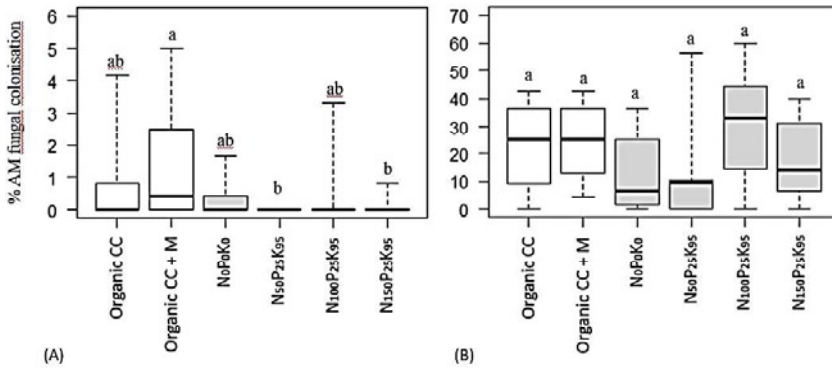 % AM fungal colonisation
6
5
4
3
2
1
0
ab
a
ab
b
ab
b
Organic CC
Organic CC + M
N₀P₀K₀
N₅₀P₂₅K₉₅
N₁₀₀P₂₅K₉₅
N₁₅₀P₂₅K₉₅
(A)
70
60
50
40
30
20
10
0
a
a
a
a
a
a
Organic CC
Organic CC + M
N₀P₀K₀
N₅₀P₂₅K₉₅
N₁₀₀P₂₅K₉₅
N₁₅₀P₂₅K₉₅
(B)